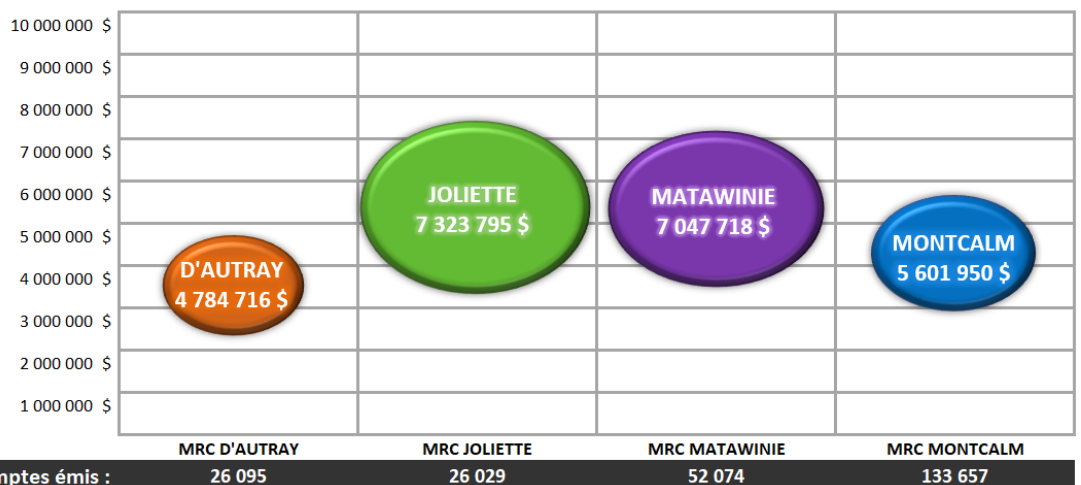 10 000 000 $
9 000 000 $
8 000 000 $
7 000 000 $
6 000 000 $
5 000 000 $
4 000 000 $
3 000 000 $
2 000 000 $
1 000 000 $
JOLIETTE
7 323 795 $
MATAWINIE
7 047 718 $
MONTCALM
5 601 950 $
D'AUTRAY
4 784 716 $
MRC D'AUTRAY MRC JOLIETTE MRC MATAWINIE MRC MONTCALM
émis : 26 095 26 029 52 074 133 657